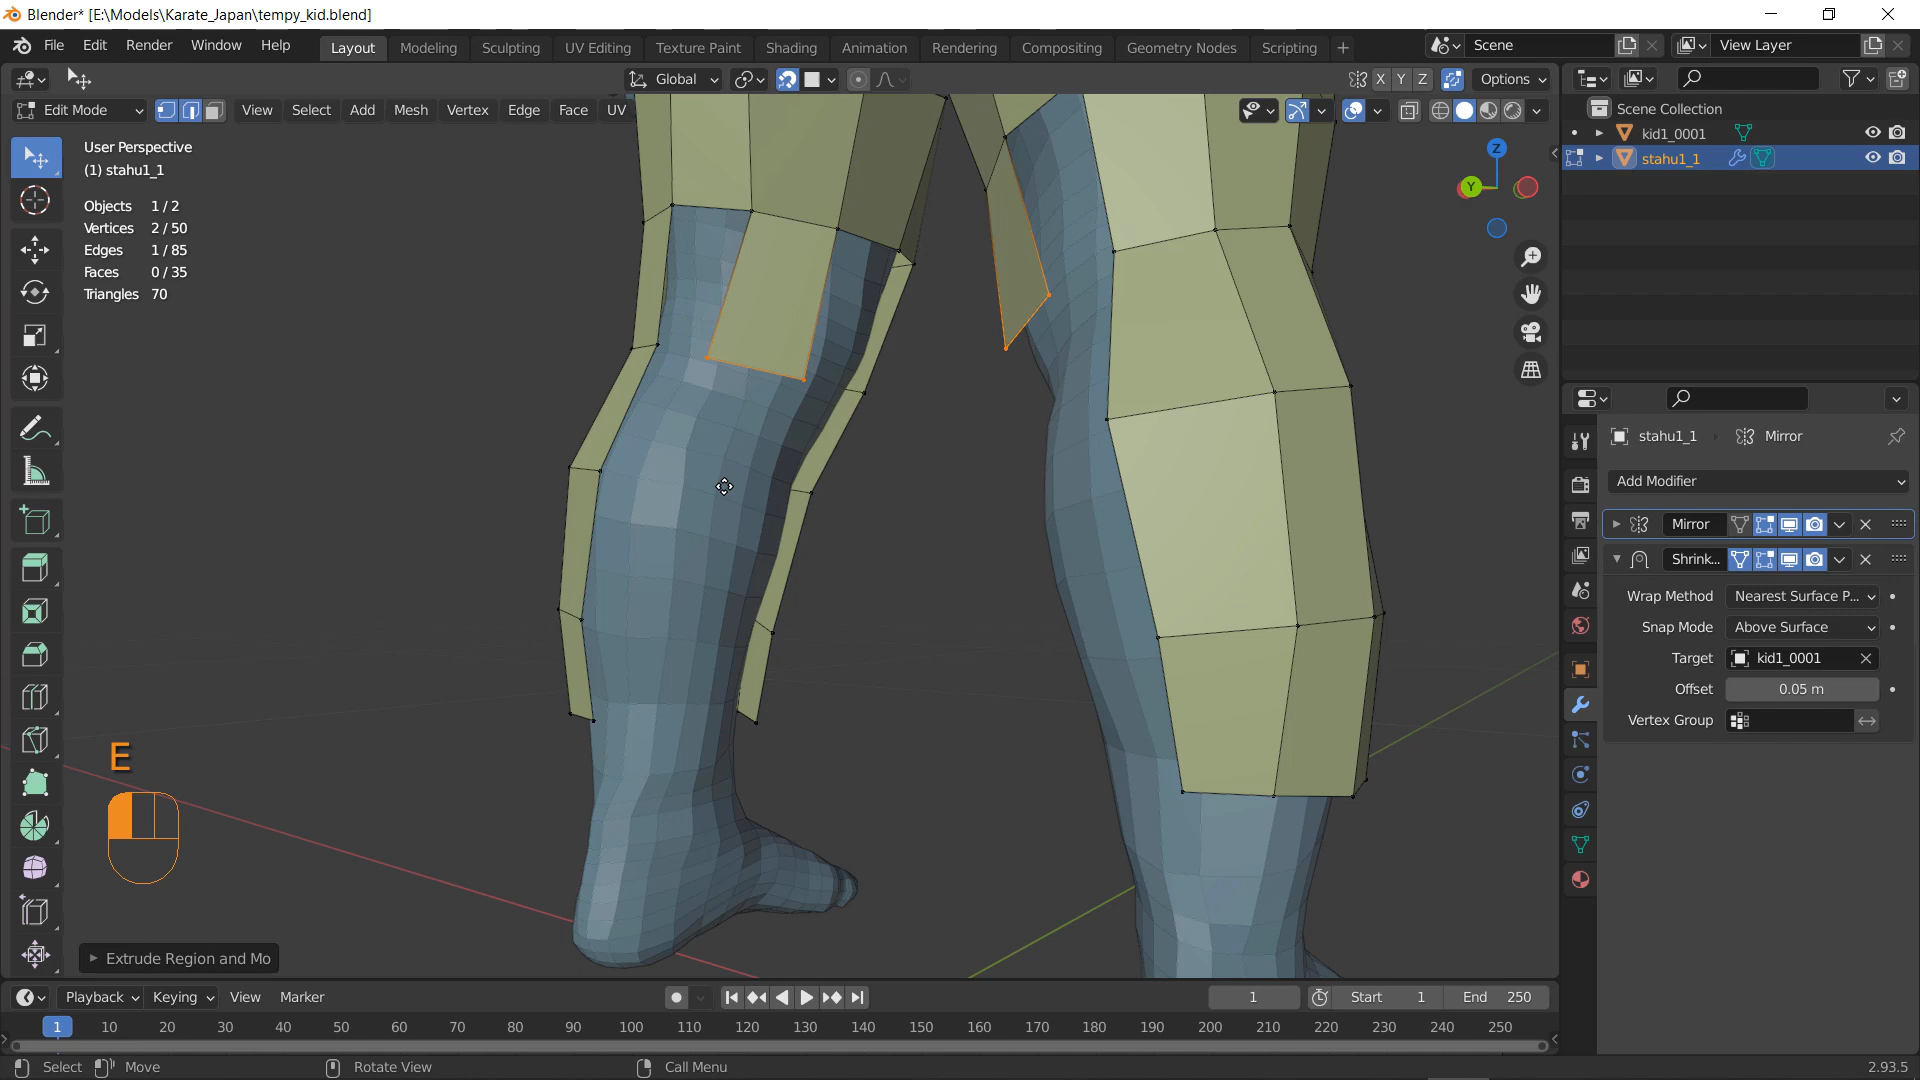 Blender* [E:\Models\Karate_Japan\tempy_kid.blend]
File Edit Render Window Help Layout Modeling Sculpting UV Editing Texture Paint Shading Animation Rendering Compositing Geometry Nodes Scripting + Scene View Layer
Global X Y Z Options
Edit Mode View Select Add Mesh Vertex Edge Face UV
User Perspective
(1) stahu1_1
Objects 1/2
Vertices 2/50
Edges 1/85
Faces 0/35
Triangles 70
Z
Y
E
Extrude Region and Mo
Scene Collection
kid1_0001
stahu1_1
stahu1_1 Mirror
Add Modifier
Mirror
Shrink...
Wrap Method Nearest Surface P...
Snap Mode Above Surface
Target kid1_0001
Offset 0.05 m
Vertex Group
Playback Keying View Marker 1 Start 1 End 250
1 10 20 30 40 50 60 70 80 90 100 110 120 130 140 150 160 170 180 190 200 210 220 230 240 250
Select Move Rotate View Call Menu 2.93.5